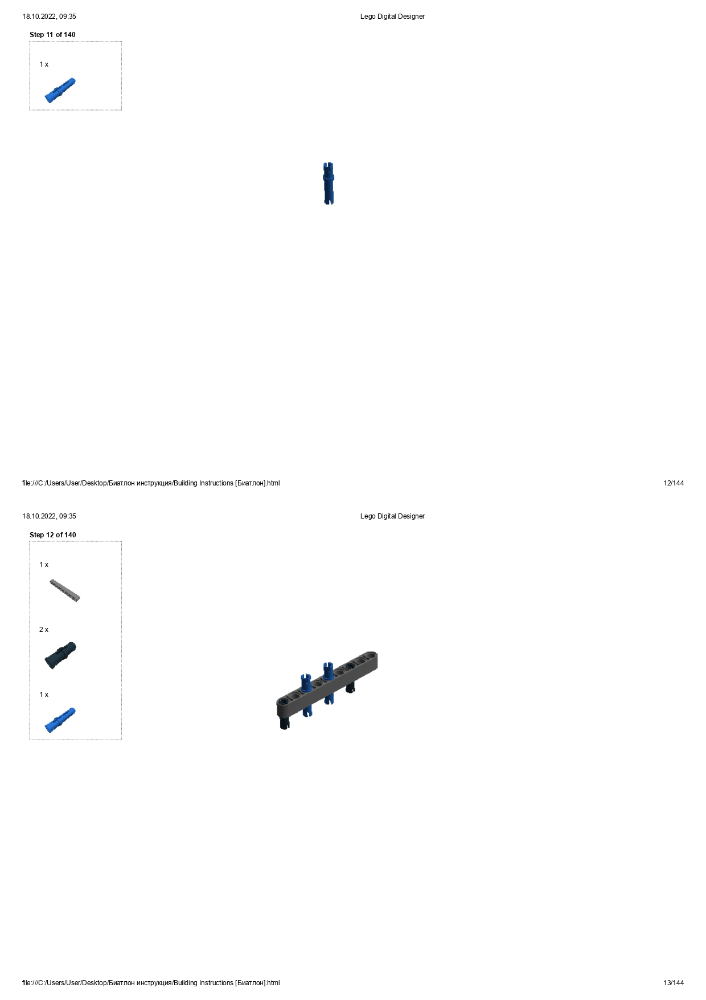 18.10.2022, 09:35 Lego Digital Designer
Step 11 of 140
1 x
file:///C:/Users/User/Desktop/Биатлон инструкция/Building Instructions [Биатлон].html 12/144
18.10.2022, 09:35 Lego Digital Designer
Step 12 of 140
1 x
2 x
1 x
file:///C:/Users/User/Desktop/Биатлон инструкция/Building Instructions [Биатлон].html 13/144